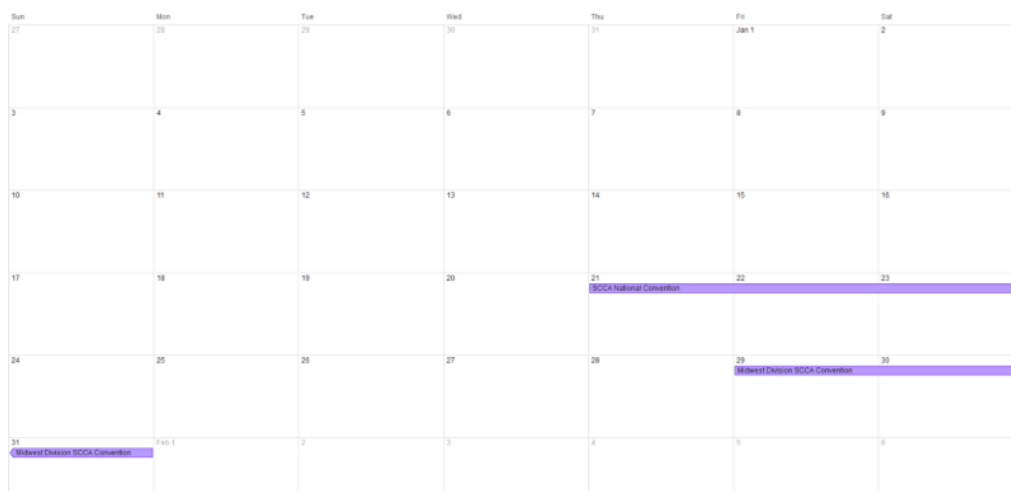 Sun Mon Tue Wed Thu Fri Sat
27 28 29 30 31 Jan 1 2
3 4 5 6 7 8 9
10 11 12 13 14 15 16
17 18 19 20 21 22 23
SCCA National Convention
24 25 26 27 28 29 30
Midwest Division SCCA Convention
31 Feb 1 2 3 4 5 6
Midwest Division SCCA Convention